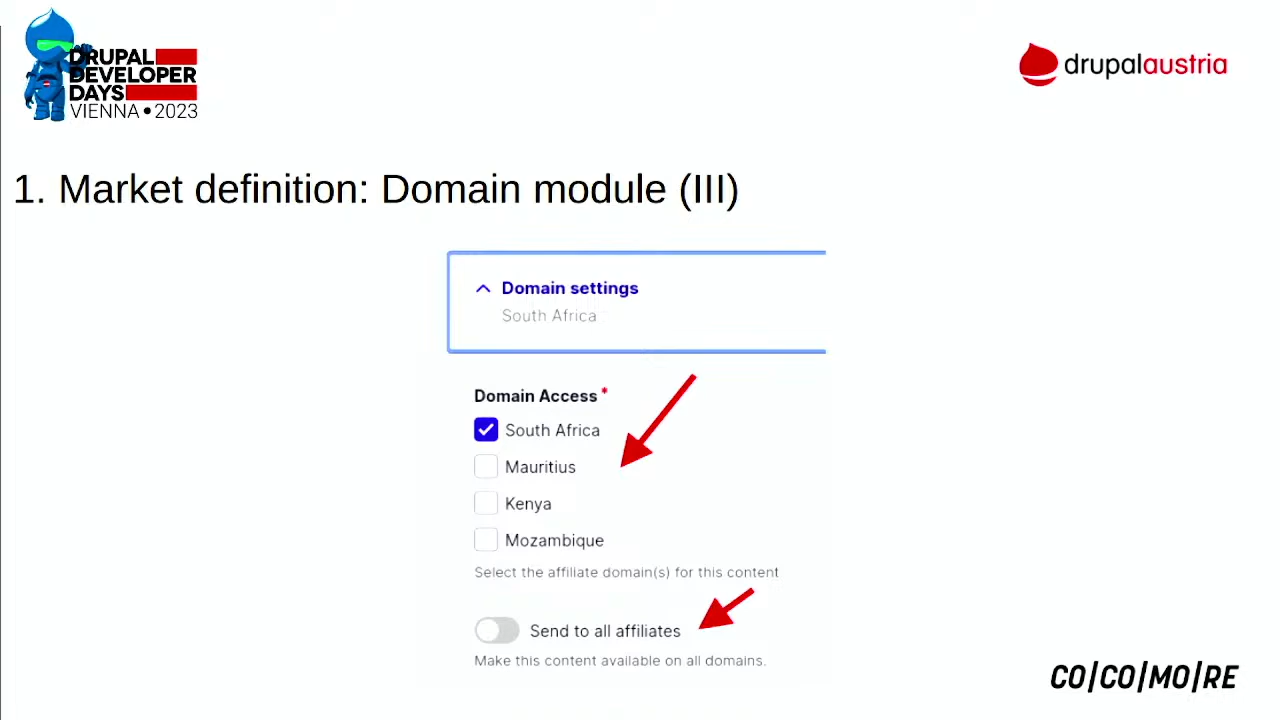 DRUPAL
DEVELOPER
DAYS
VIENNA • 2023
drupalaustria
1. Market definition: Domain module (III)
Domain settings
South Africa
Domain Access *
South Africa
Mauritius
Kenya
Mozambique
Select the affiliate domain(s) for this content
Send to all affiliates
Make this content available on all domains.
CO|CO|MO|RE